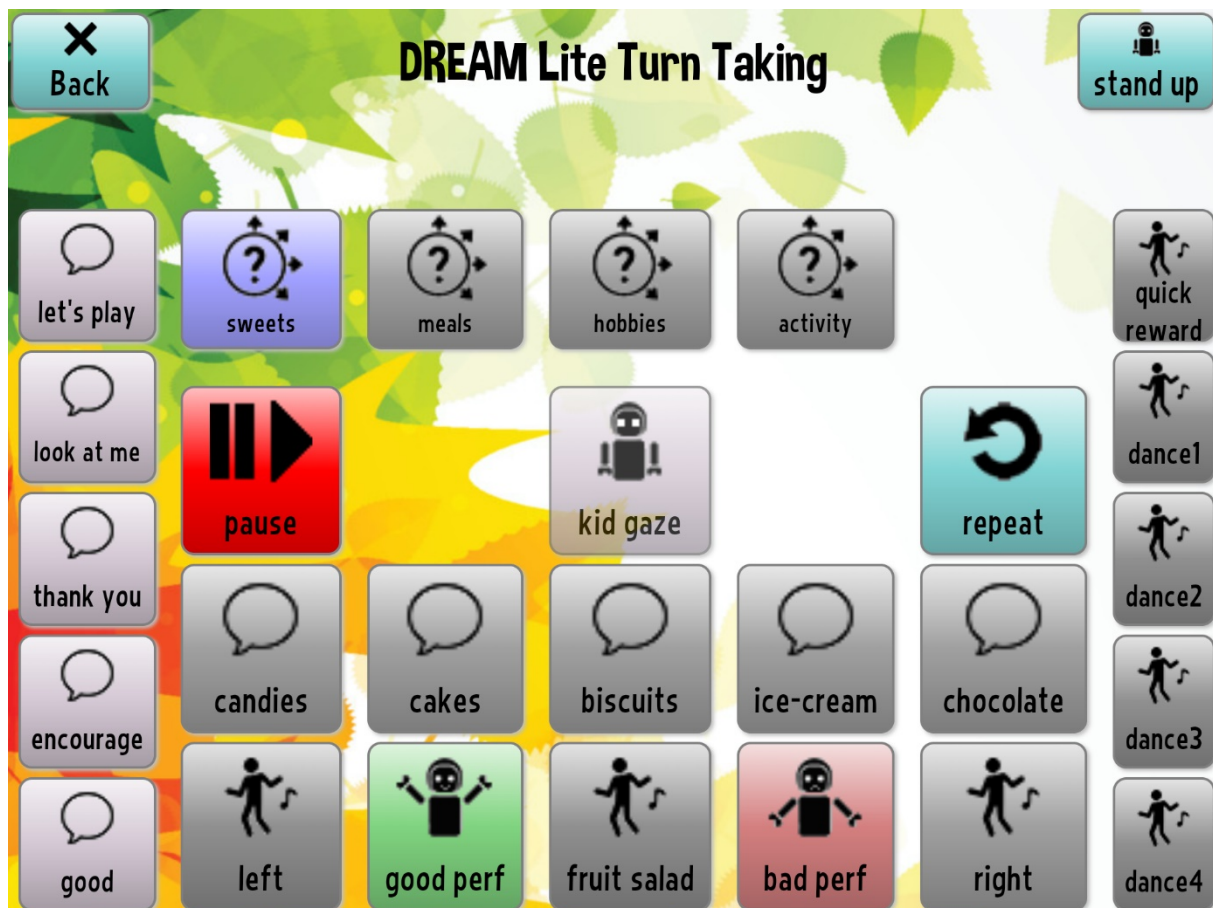 Back
DREAM Lite Turn Taking
stand up
let's play
?
sweets
?
meals
?
hobbies
?
activity
quick
reward
look at me
pause
kid gaze
repeat
dance1
thank you
candies
cakes
biscuits
ice-cream
chocolate
dance2
encourage
dance3
good
left
good perf
fruit salad
bad perf
right
dance4